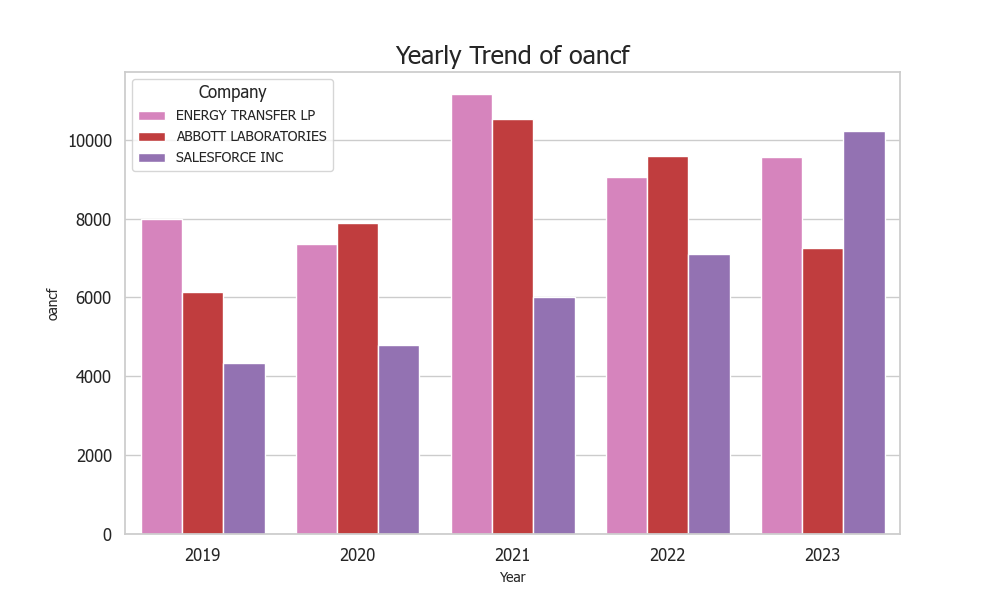 Yearly Trend of oancf
Company
ENERGY TRANSFER LP
ABBOTT LABORATORIES
SALESFORCE INC
10000
8000
6000
4000
2000
0
oancf
2019 2020 2021 2022 2023
Year